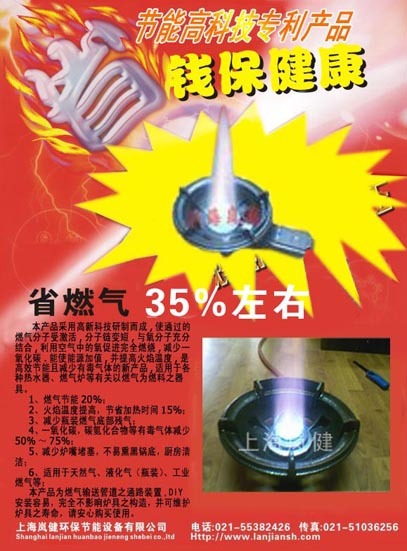 节能高科技专利产品
省
钱保健康
省燃气 35%左右
本产品采用高新科技研制而成,使通过的
燃气分子受激活,分子链变短,与氧分子充分
结合,利用空气中的氧促进完全燃烧,减少一
氧化碳,能使能源加值,并提高火焰温度,是
高效节能且减少有毒气体的新产品,适用于各
种热水器、燃气炉等有关以燃气为燃料之器
具。
1、燃气节能20%:
2、火焰温度提高,节省加热时间15%:
3、减少瓶装燃气底部残气:
4、一氧化碳,碳氢化合物等有毒气体减少
50%~75%:
5、减少炉嘴堵塞,不易熏黑锅底,厨房清
洁:
6、适用于天然气、液化气(瓶装)、工业
燃气等:
本产品为燃气输送管道之通路装置,DIY
安装容易,完全不影响炉具之构造,并可维护
炉具之寿命,请安心购买使用。
上海岚健
上海岚健环保节能设备有限公司
Shanghai lanjian huanbao jieneng shebei co.,ltd
电话:021-55382426 传真:021-51036256
Http://www.lanjiansh.com